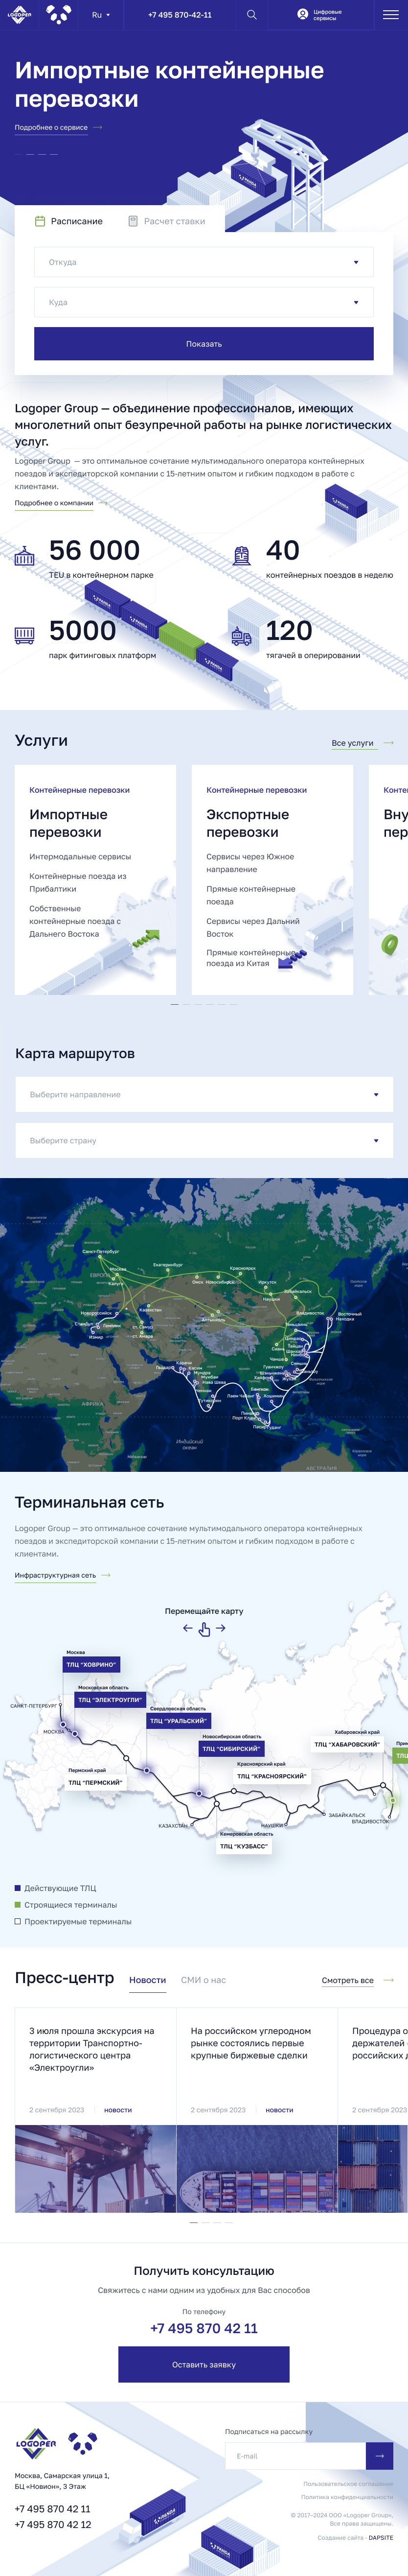 LOGOPER
Ru
+7 495 870-42-11
Цифровые
сервисы
Импортные контейнерные
перевозки
Подробнее о сервисе
Расписание
Расчет ставки
Откуда
Куда
Показать
Logoper Group — объединение профессионалов, имеющих
многолетний опыт безупречной работы на рынке логистических
услуг.
Logoper Group — это оптимальное сочетание мультимодального оператора контейнерных
поездов и экспедиторской компании с 15-летним опытом и гибким подходом в работе с
клиентами.
Подробнее о компании
56 000
TEU в контейнерном парке
40
контейнерных поездов в неделю
5000
парк фитинговых платформ
120
тягачей в оперировании
Услуги
Все услуги
Контейнерные перевозки
Импортные
перевозки
Интермодальные сервисы
Контейнерные поезда из
Прибалтики
Собственные
контейнерные поезда с
Дальнего Востока
Контейнерные перевозки
Экспортные
перевозки
Сервисы через Южное
направление
Прямые контейнерные
поезда
Сервисы через Дальний
Восток
Прямые контейнерные
поезда из Китая
Конте
Вну
пер
Карта маршрутов
Выберите направление
Выберите страну
Санкт-Петербург
Москва
ЕВРОПА
Калуга
Екатеринбург
Омск
Новосибирск
Красноярск
Иркутск
Забайкальск
Наушки
Владивосток
Восточный
Находка
Новороссийск
Стамбул
Измир
Казахстан
Алтынколь
АФРИКА
Индийский
океан
АВСТРАЛИЯ
Терминальная сеть
Logoper Group — это оптимальное сочетание мультимодального оператора контейнерных
поездов и экспедиторской компании с 15-летним опытом и гибким подходом в работе с
клиентами.
Инфраструктурная сеть
Перемещайте карту
Москва
ТЛЦ "ХОВРИНО"
Московская область
ТЛЦ "ЭЛЕКТРОУГЛИ"
САНКТ-ПЕТЕРБУРГ
Свердловская область
ТЛЦ "УРАЛЬСКИЙ"
МОСКВА
Новосибирская область
ТЛЦ "СИБИРСКИЙ"
Хабаровский край
ТЛЦ "ХАБАРОВСКИЙ"
Прим
ТЛЦ
Красноярский край
ТЛЦ "КРАСНОЯРСКИЙ"
Пермский край
ТЛЦ "ПЕРМСКИЙ"
ЗАБАЙКАЛЬСК
ВЛАДИВОСТОК
КАЗАХСТАН
НАУШКИ
Кемеровская область
ТЛЦ "КУЗБАСС"
Действующие ТЛЦ
Строящиеся терминалы
Проектируемые терминалы
Пресс-центр
Новости
СМИ о нас
Смотреть все
3 июля прошла экскурсия на
территории Транспортно-
логистического центра
«Электроугли»
2 сентября 2023
новости
На российском углеродном
рынке состоялись первые
крупные биржевые сделки
2 сентября 2023
новости
Процедура о
держателей
российских д
2 сентября 2023
Получить консультацию
Свяжитесь с нами одним из удобных для Вас способов
По телефону
+7 495 870 42 11
Оставить заявку
LOGOPER
Москва, Самарская улица 1,
БЦ «Новион», 3 Этаж
+7 495 870 42 11
+7 495 870 42 12
Подписаться на рассылку
E-mail
Пользовательское соглашение
Политика конфиденциальности
© 2017–2024 ООО «Logoper Group»,
Все права защищены.
Создание сайта - DAPSITE